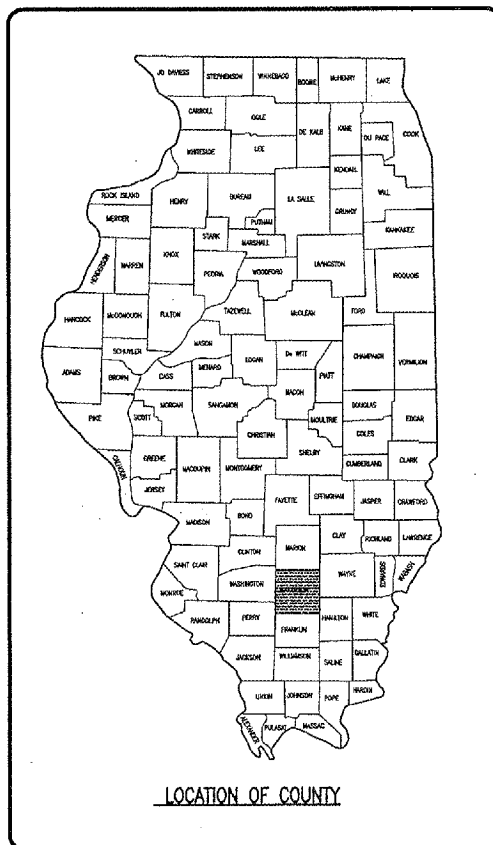 JO DAVIESS STEPHENSON WINNEBAGO BOONE McHENRY LAKE
CARROLL OGLE DE KALB KANE COOK
DU PAGE
WHITESIDE LEE
KENDALL
ROCK ISLAND HENRY BUREAU LA SALLE GRUNDY WILL
MERCER PUTNAM
STARK MARSHALL KANKAKEE
HENDERSON WARREN KNOX PEORIA WOODFORD LIVINGSTON IROQUOIS
HANCOCK McDONOUGH FULTON TAZEWELL McCLEAN FORD
SCHUYLER MASON
ADAMS BROWN CASS MENARD LOGAN De WITT CHAMPAIGN VERMILION
PIATT
MACON
PIKE SCOTT MORGAN SANGAMON MOULTRIE DOUGLAS EDGAR
CHRISTIAN COLES
CALHOUN GREENE MACOUPIN MONTGOMERY SHELBY CUMBERLAND CLARK
JERSEY
FAYETTE EFFINGHAM JASPER CRAWFORD
MADISON BOND
CLAY RICHLAND LAWRENCE
CLINTON MARION
SAINT CLAIR WAYNE EDWARDS WABASH
WASHINGTON
MONROE
RANDOLPH PERRY HAMILTON WHITE
FRANKLIN
JACKSON WILLIAMSON SALINE GALLATIN
UNION JOHNSON POPE HARDIN
ALEXANDER PULASKI MASSAC
LOCATION OF COUNTY